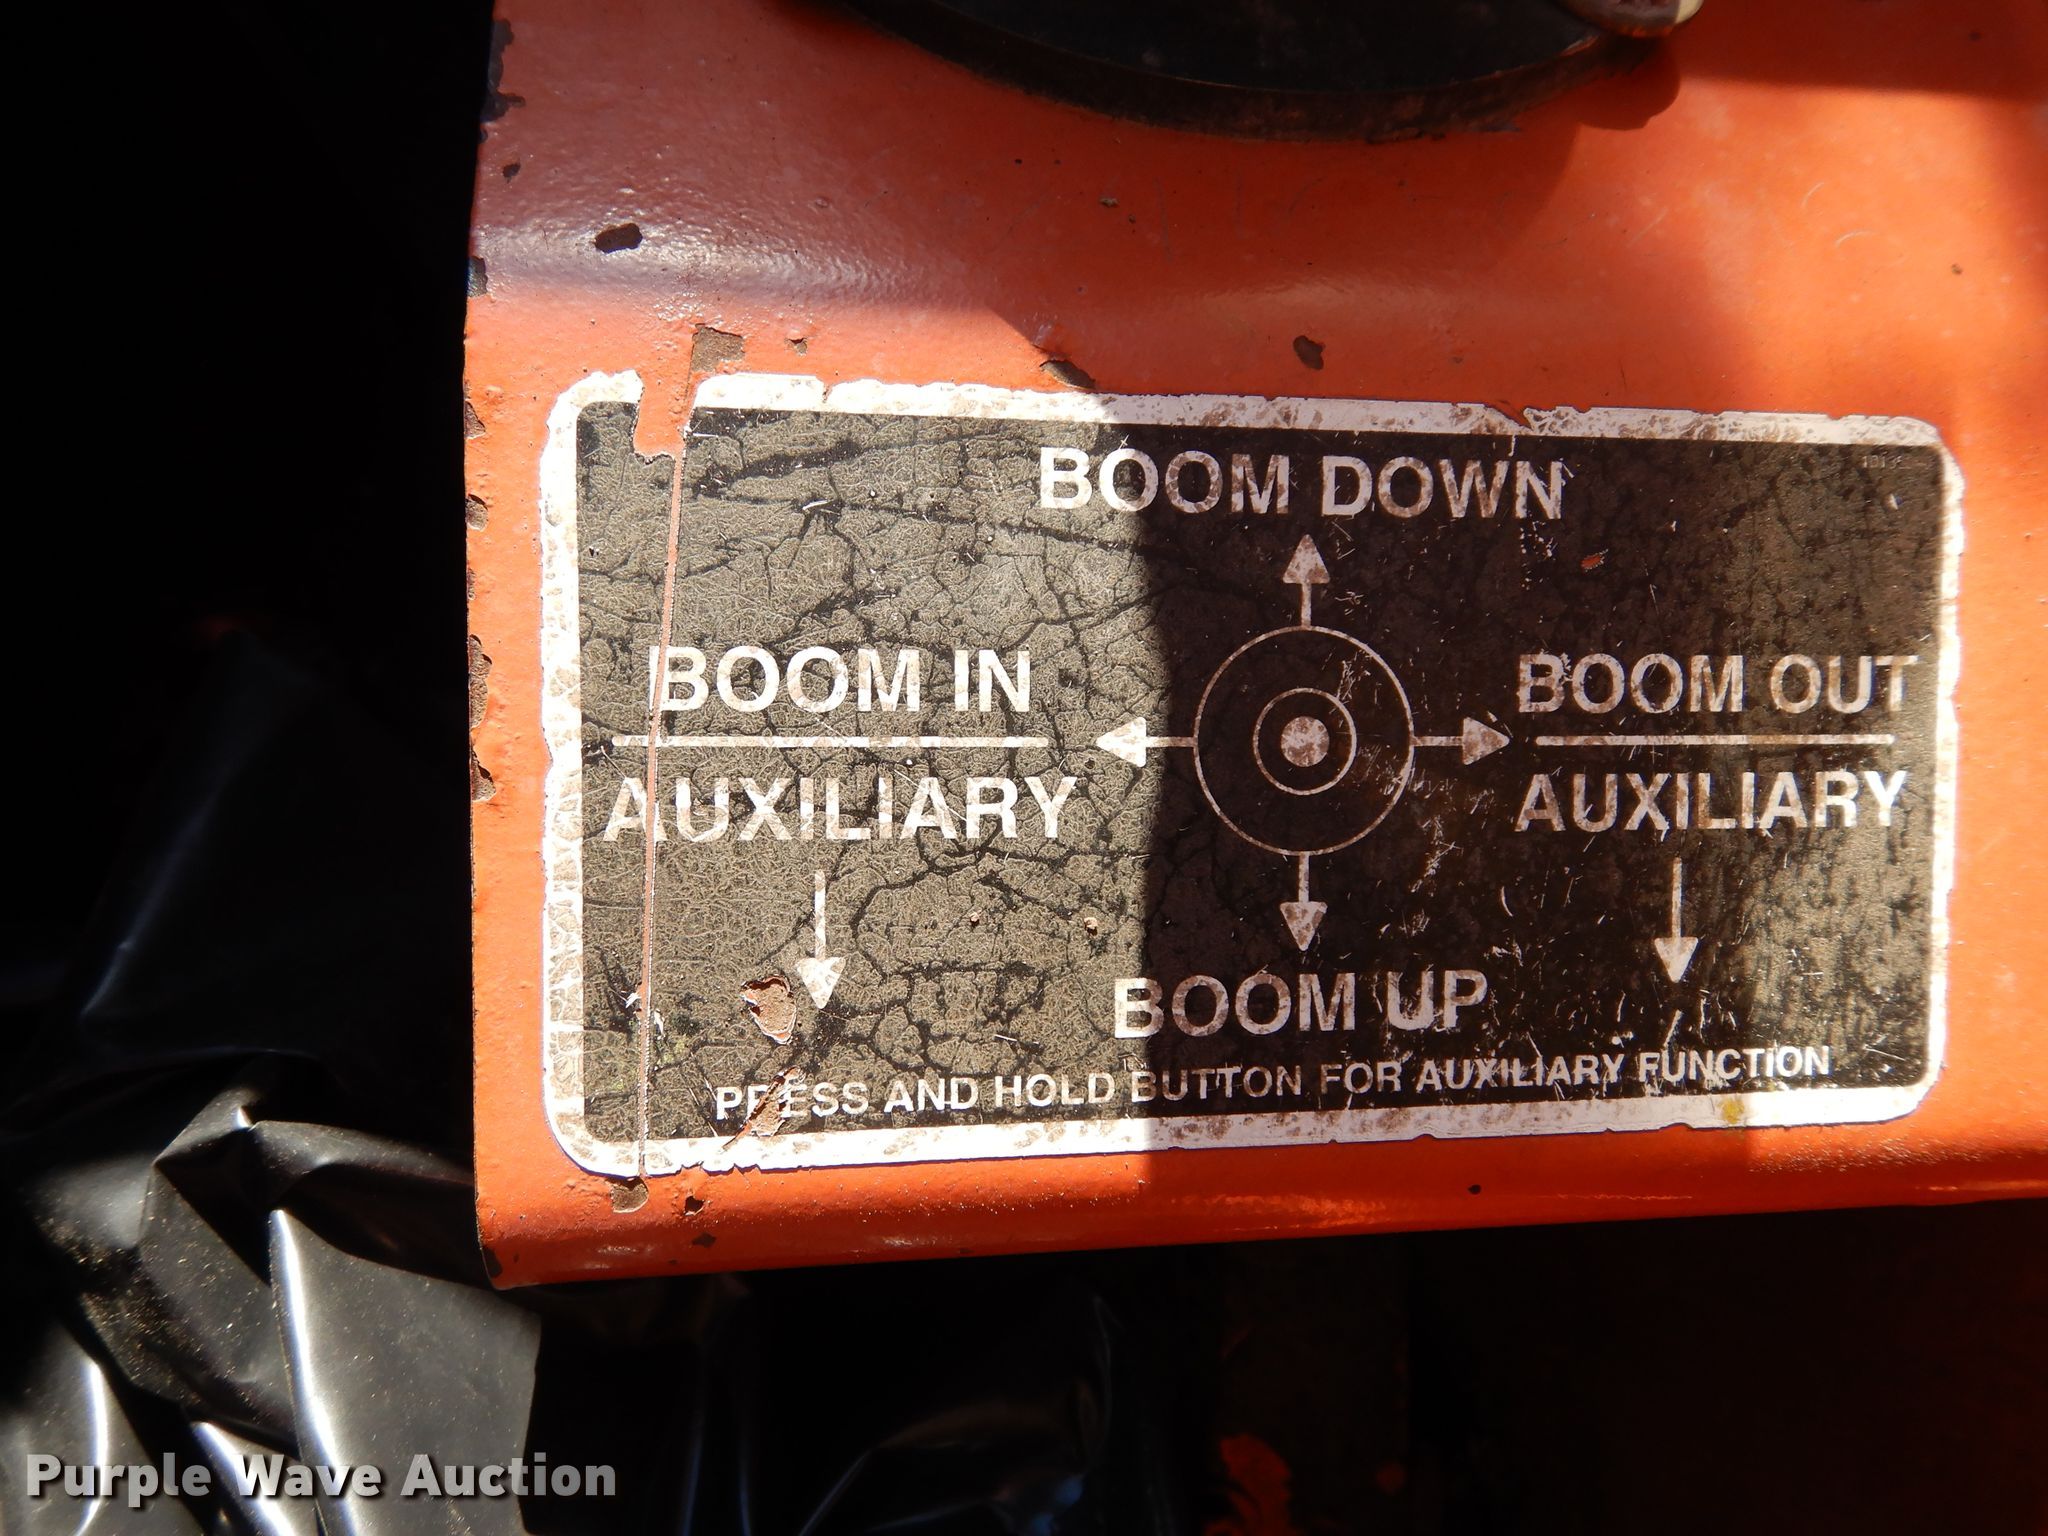 BOOM DOWN
BOOM IN
AUXILIARY
BOOM OUT
AUXILIARY
BOOM UP
PRESS AND HOLD BUTTON FOR AUXILIARY FUNCTION
Purple Wave Auction